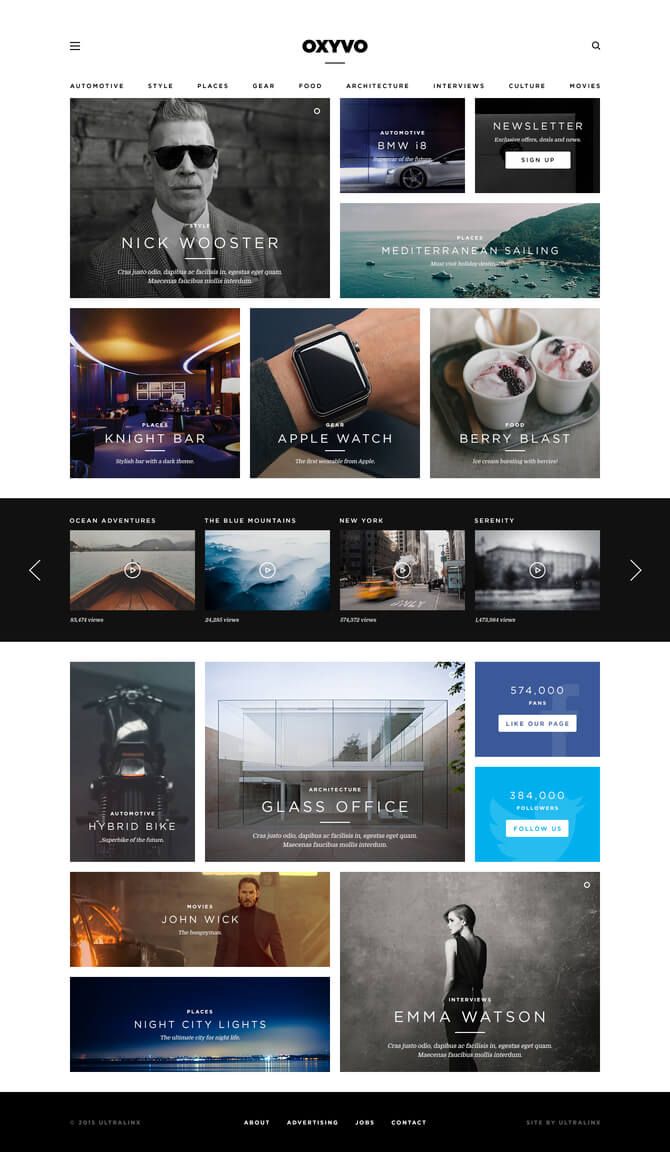 OXYVO
AUTOMOTIVE STYLE PLACES GEAR FOOD ARCHITECTURE INTERVIEWS CULTURE MOVIES
STYLE
NICK WOOSTER
Cras justo odio, dapibus ac facilisis in, egestas eget quam.
Maecenas faucibus mollis interdum.
AUTOMOTIVE
BMW i8
Supercar of the future.
NEWSLETTER
Exclusive offers, deals and news.
SIGN UP
PLACES
MEDITERRANEAN SAILING
Must visit holiday destination.
PLACES
KNIGHT BAR
Stylish bar with a dark theme.
GEAR
APPLE WATCH
The first wearable from Apple.
FOOD
BERRY BLAST
Ice cream bursting with berries!
OCEAN ADVENTURES
83,474 views
THE BLUE MOUNTAINS
24,285 views
NEW YORK
ONLY
574,372 views
SERENITY
1,473,984 views
AUTOMOTIVE
HYBRID BIKE
Superbike of the future.
ARCHITECTURE
GLASS OFFICE
Cras justo odio, dapibus ac facilisis in, egestas eget quam.
Maecenas faucibus mollis interdum.
574,000
FANS
LIKE OUR PAGE
384,000
FOLLOWERS
FOLLOW US
MOVIES
JOHN WICK
The boogeyman.
PLACES
NIGHT CITY LIGHTS
The ultimate city for night life.
INTERVIEWS
EMMA WATSON
Cras justo odio, dapibus ac facilisis in, egestas eget quam.
Maecenas faucibus mollis interdum.
© 2015 ULTRALINX ABOUT ADVERTISING JOBS CONTACT SITE BY ULTRALINX